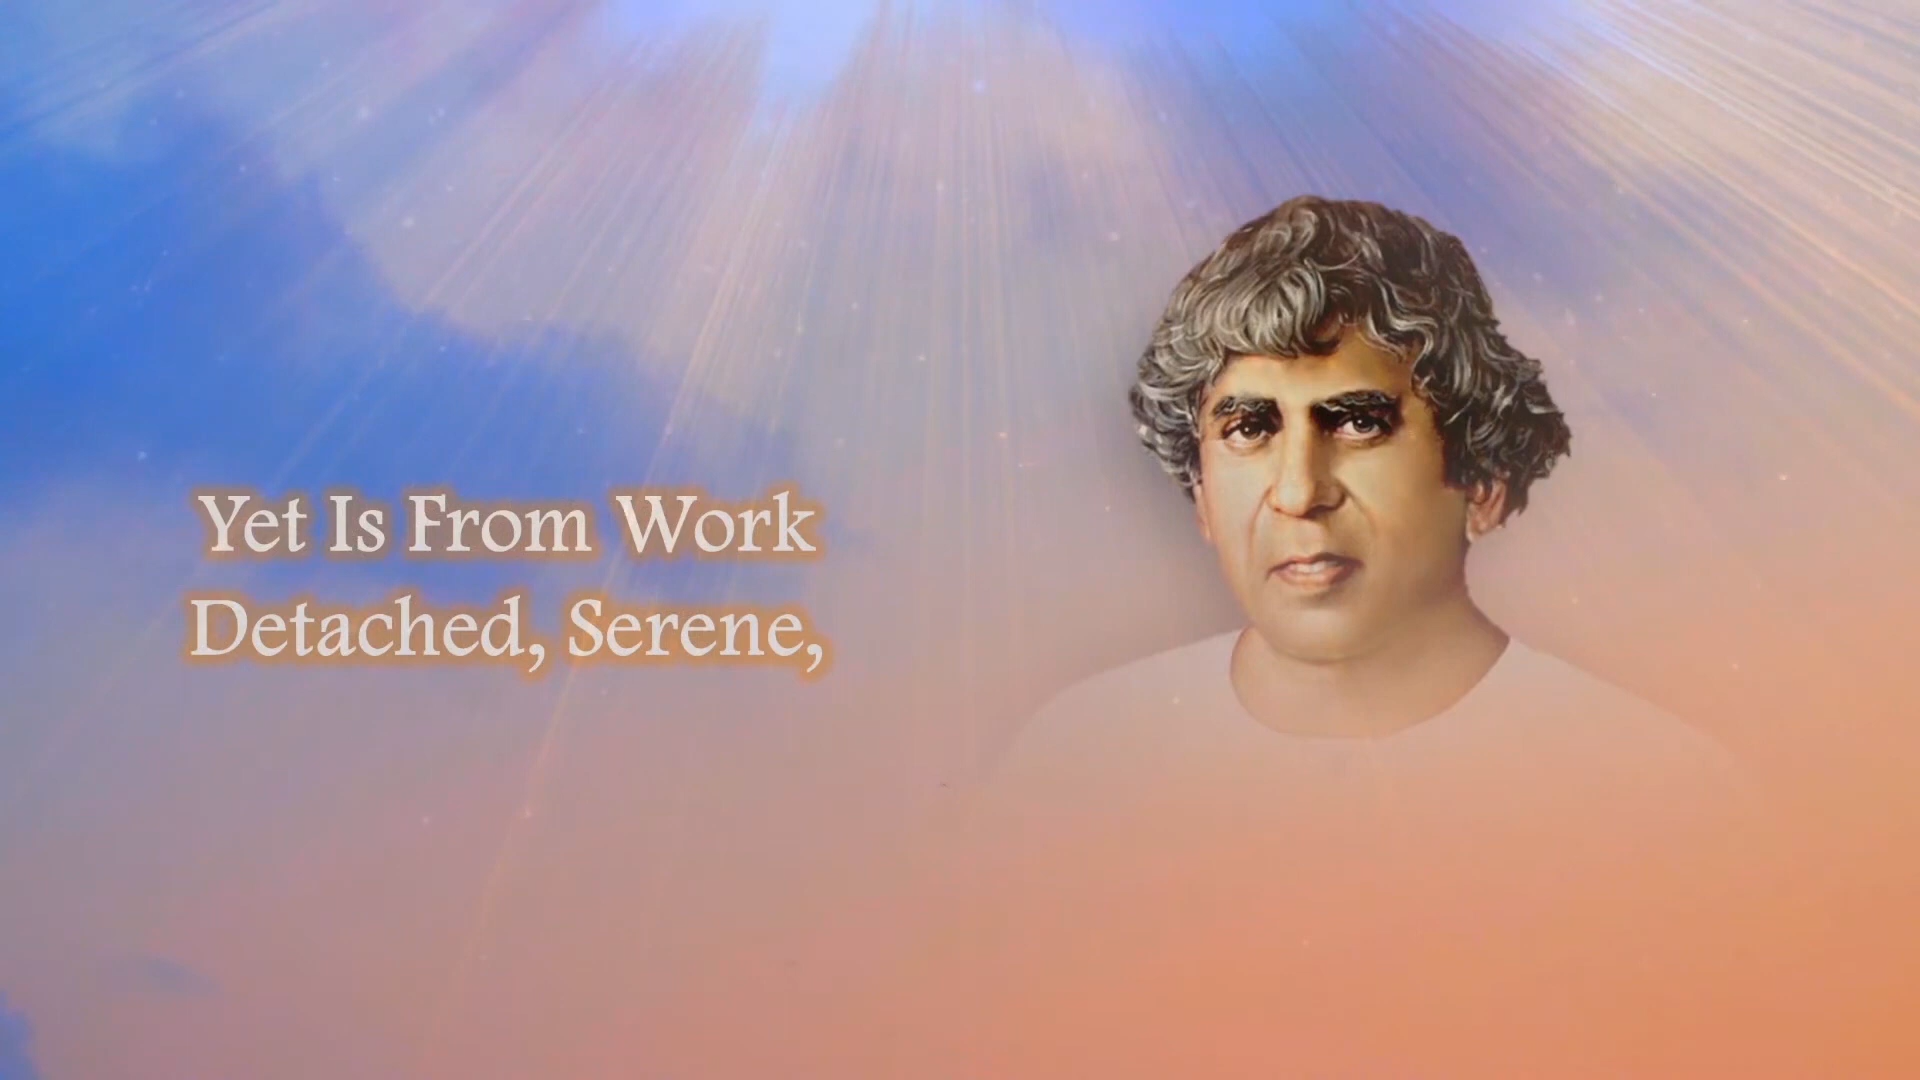 Yet Is From Work
Detached, Serene,